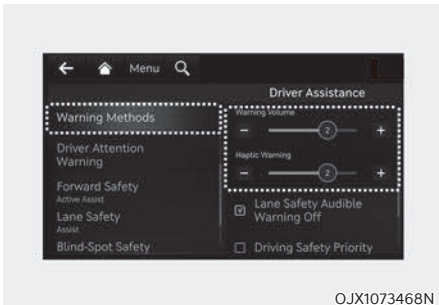 Menu
Driver Assistance
Warning Methods
Driver Attention
Warning
Forward Safety
Active Assist
Lane Safety
Assist
Blind-Spot Safety
Warning Volume
- 2 +
Haptic Warning
- 2 +
Lane Safety Audible
Warning Off
Driving Safety Priority
OJX1073468N